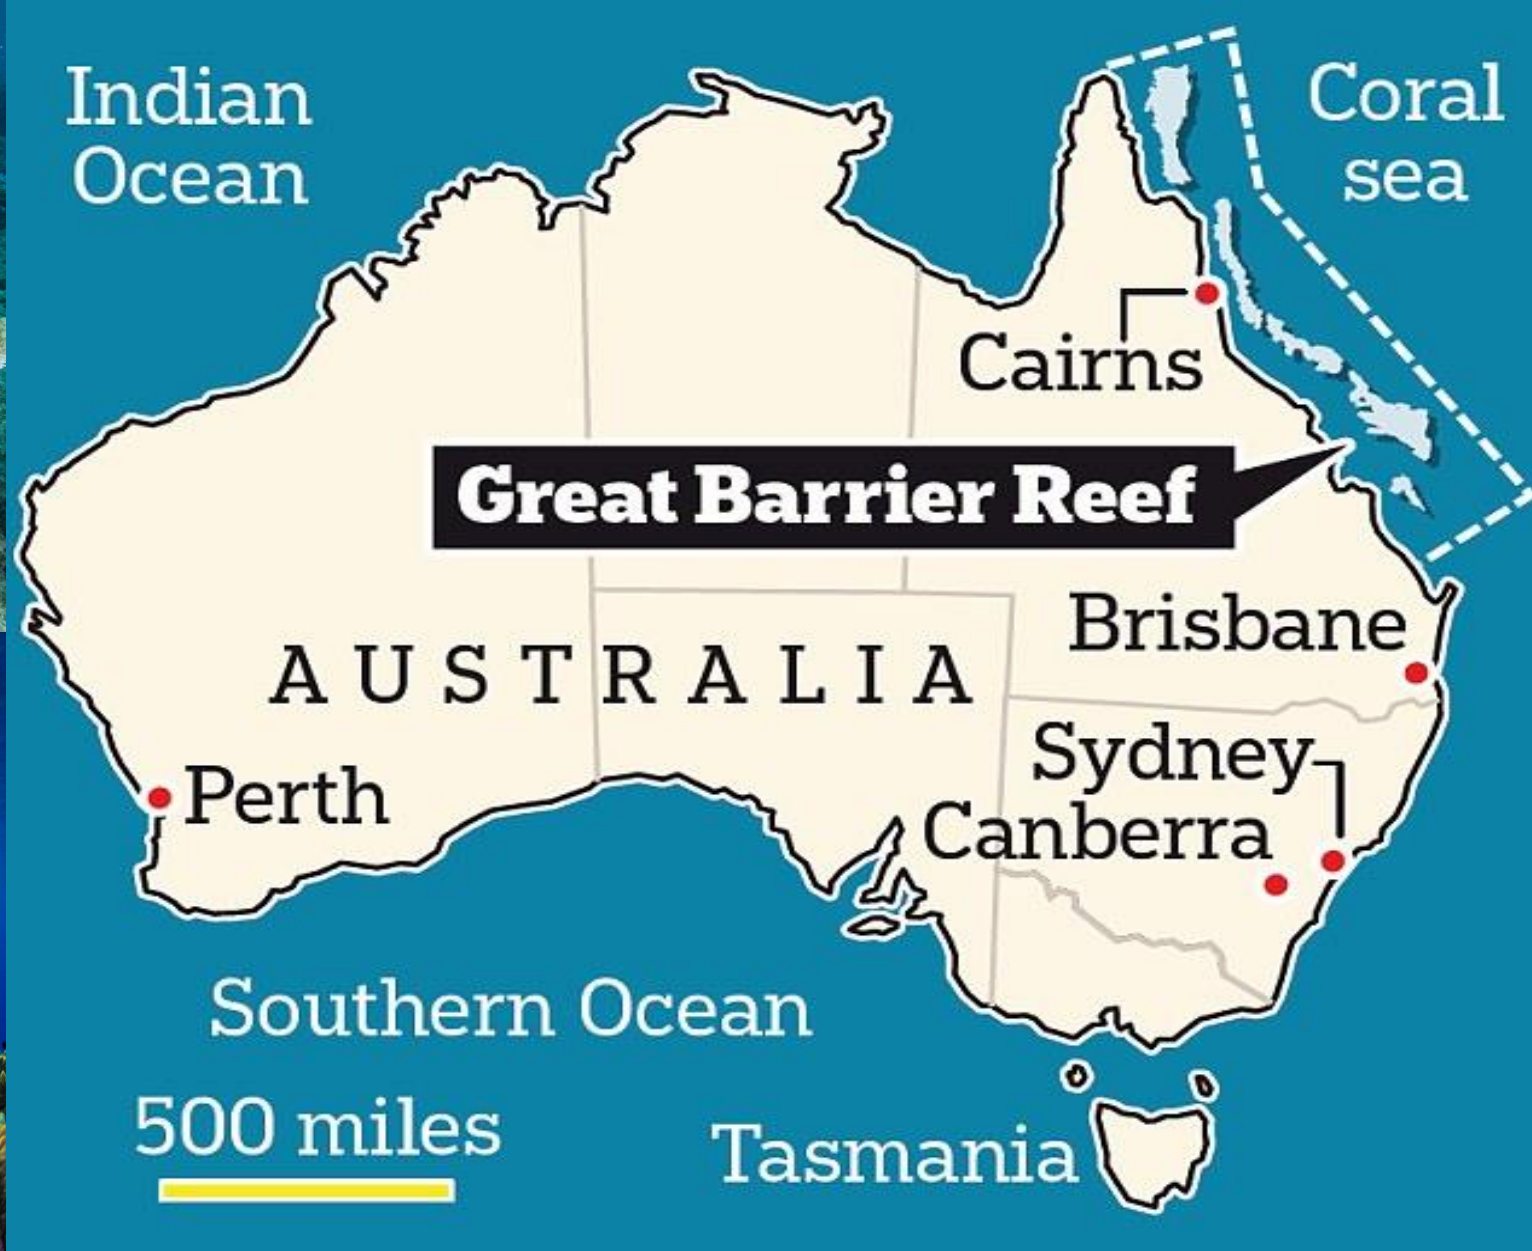 Indian
Ocean
Coral
sea
Cairns
Great Barrier Reef
Brisbane
AUSTRALIA
Sydney
Perth
Canberra
Southern Ocean
500 miles
Tasmania